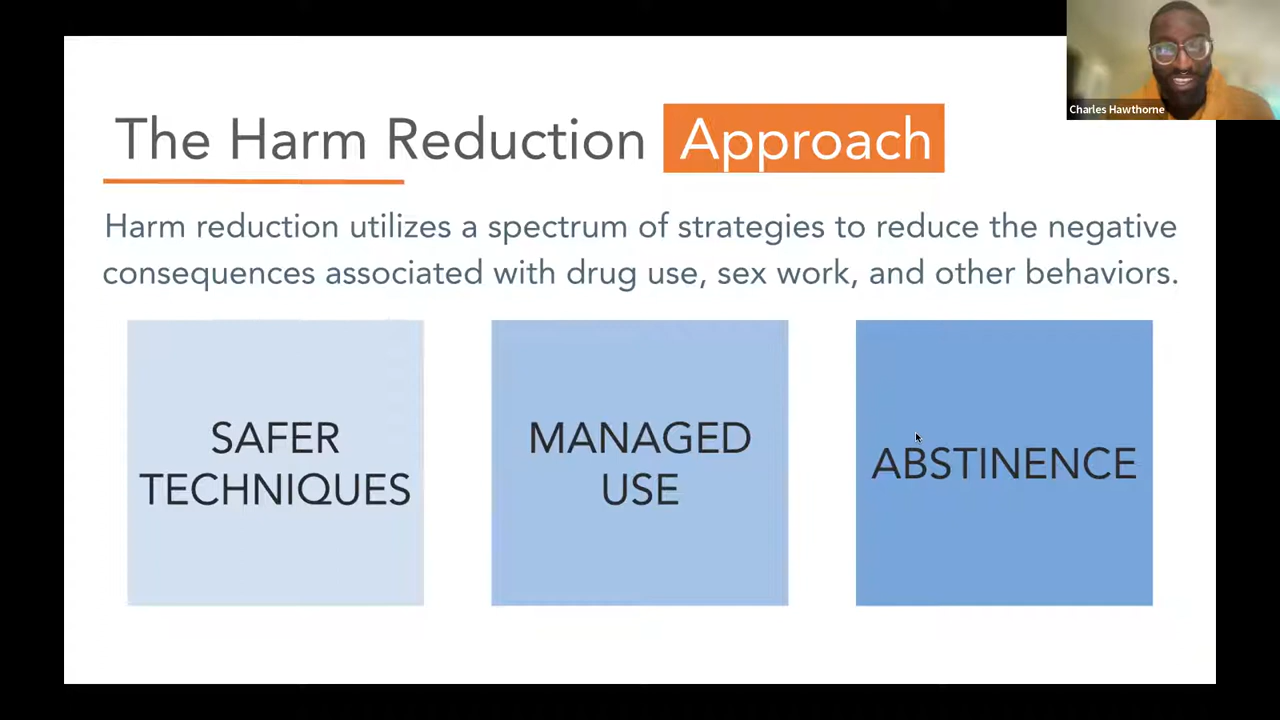 The Harm Reduction Approach
Charles Hawthorne
Harm reduction utilizes a spectrum of strategies to reduce the negative
consequences associated with drug use, sex work, and other behaviors.
SAFER
TECHNIQUES
MANAGED
USE
ABSTINENCE